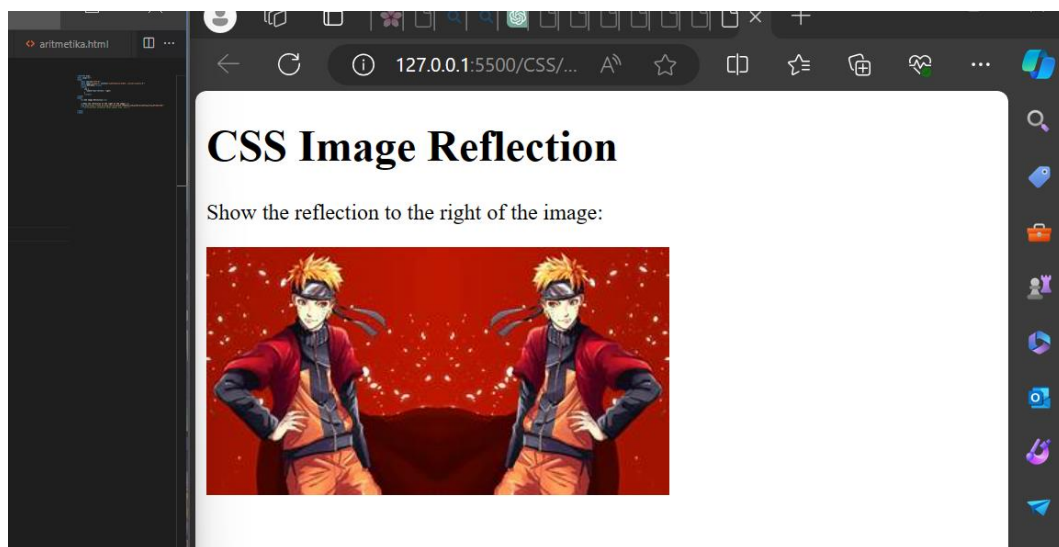 aritmetika.html
127.0.0.1:5500/CSS/...
CSS Image Reflection
Show the reflection to the right of the image: